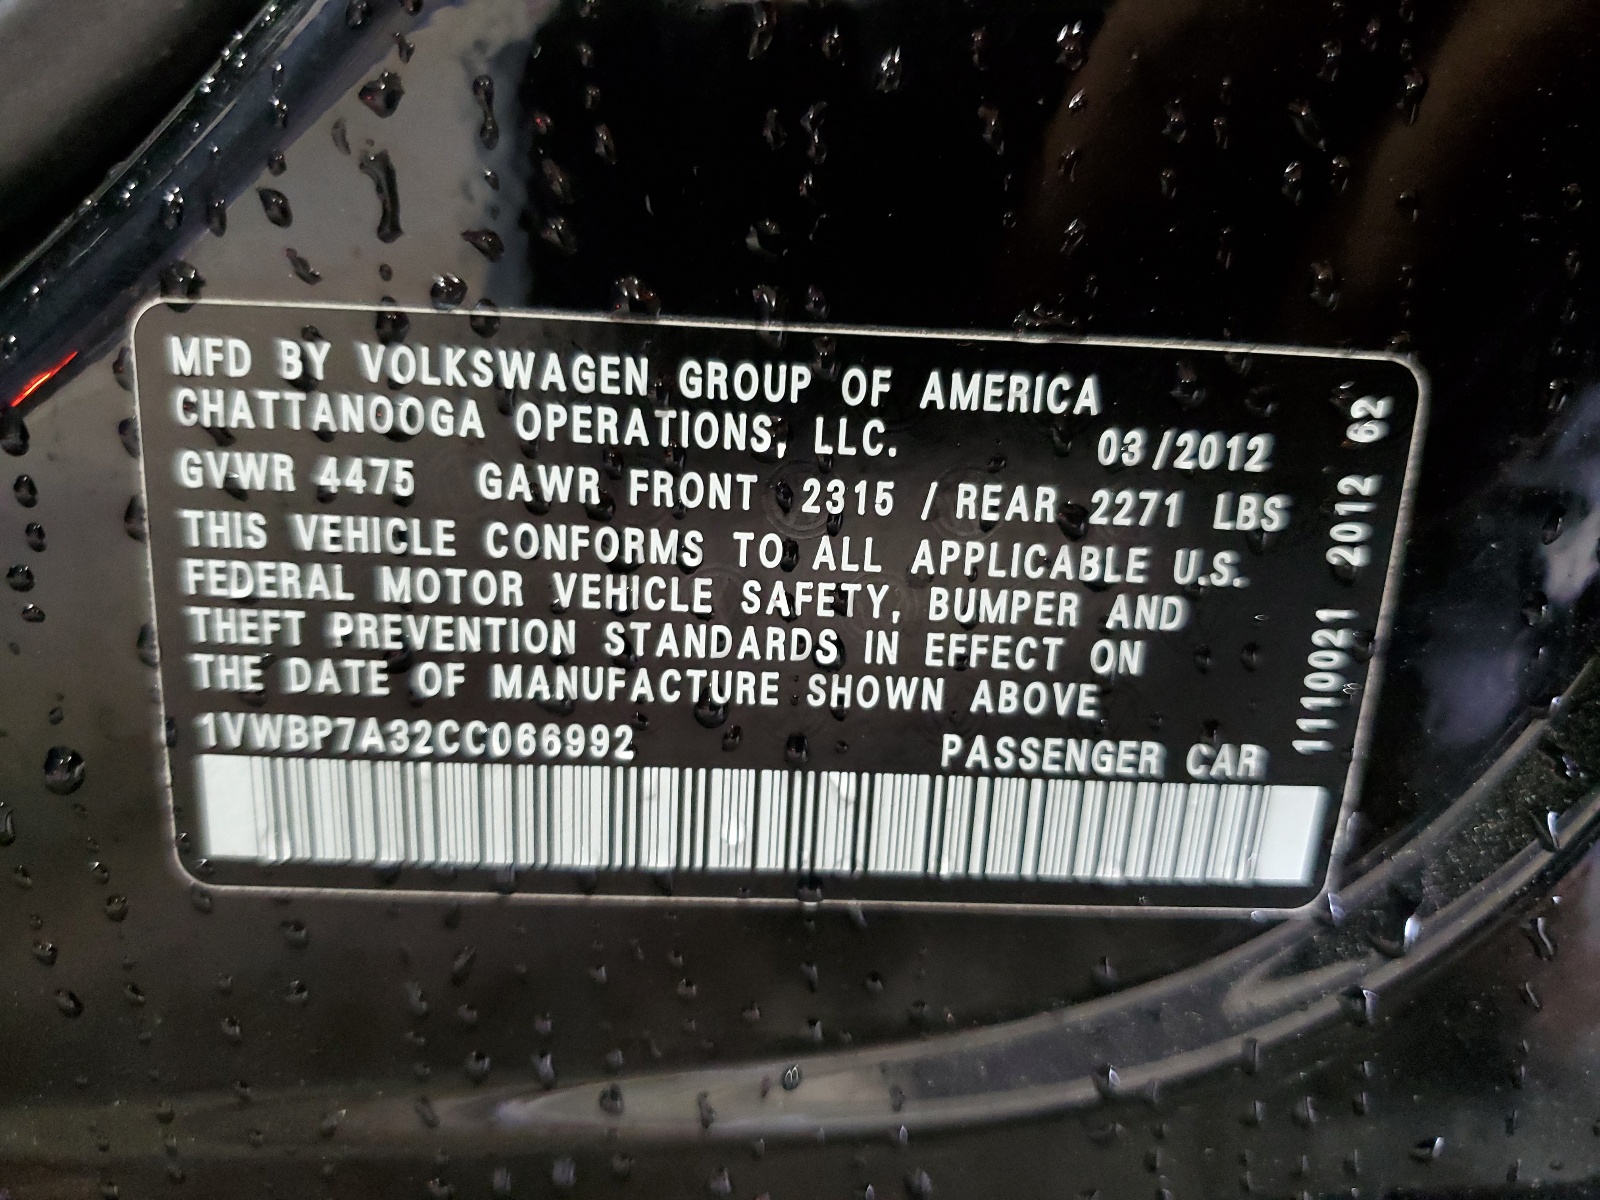 MFD BY VOLKSWAGEN GROUP OF AMERICA
CHATTANOOGA OPERATIONS, LLC. 03/2012
GVWR 4475 GAWR FRONT 2315 / REAR 2271 LBS
THIS VEHICLE CONFORMS TO ALL APPLICABLE U.S.
FEDERAL MOTOR VEHICLE SAFETY, BUMPER AND
THEFT PREVENTION STANDARDS IN EFFECT ON
THE DATE OF MANUFACTURE SHOWN ABOVE
1VWBP7A32CC066992 PASSENGER CAR
1110021 2012 62